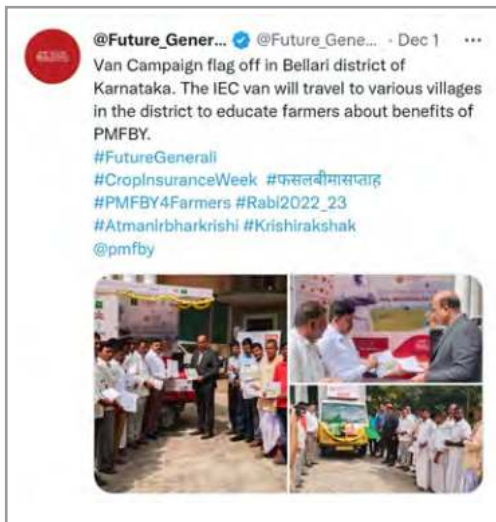 @Future_Gener... @Future_Gene... · Dec 1 ...
Van Campaign flag off in Bellari district of
Karnataka. The IEC van will travel to various villages
in the district to educate farmers about benefits of
PMFBY.
#FutureGenerali
#CropInsuranceWeek #फसलबीमासप्ताह
#PMFBY4Farmers #Rabi2022_23
#Atmanirbharkrishi #Krishirakshak
@pmfby